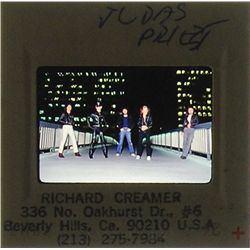 JUDAS
PRIEST
RICHARD CREAMER
336 No. Oakhurst Dr., #6
Beverly Hills, Ca. 90210 U.S.A.
(213) 275-7984